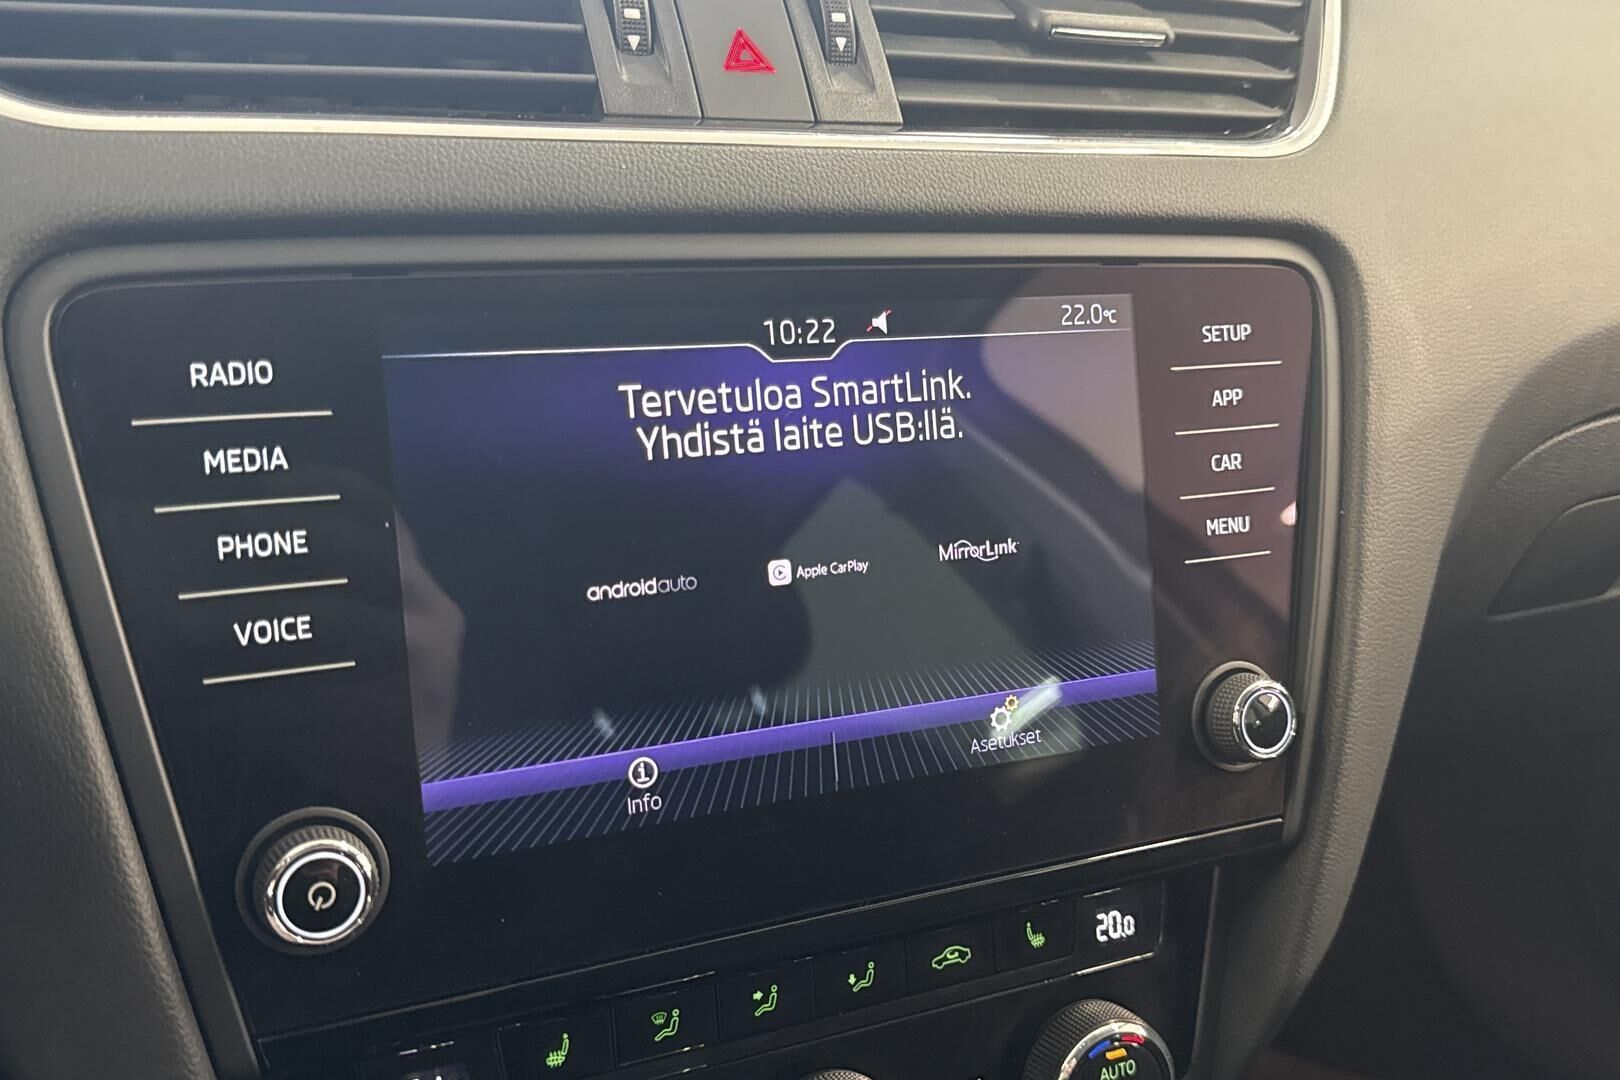 10:22
22.0°C
Tervetuloa SmartLink.
Yhdistä laite USB:llä.
androidauto
Apple CarPlay
MirrorLink
Info
Asetukset
RADIO
MEDIA
PHONE
VOICE
SETUP
APP
CAR
MENU
20.0
AUTO